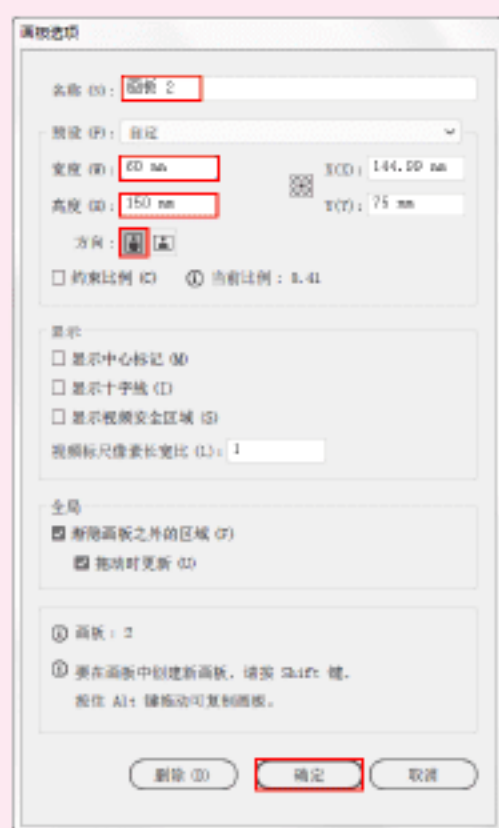 画板选项
名称 (N)： 画板 2
预设 (P)： 自定
宽度 (W)： 60 mm
X(X)： 144.99 mm
高度 (H)： 150 mm
Y(Y)： 75 mm
方向：
约束比例 (C) 当前比例： 0.41
显示
显示中心标记 (M)
显示十字线 (I)
显示视频安全区域 (S)
视频标尺像素长宽比 (L)： 1
全局
渐隐画板之外的区域 (F)
拖动时更新 (U)
画板： 2
要在画板中创建新画板，请按 Shift 键。
按住 Alt 键拖动可复制画板。
删除 (D) 确定 取消